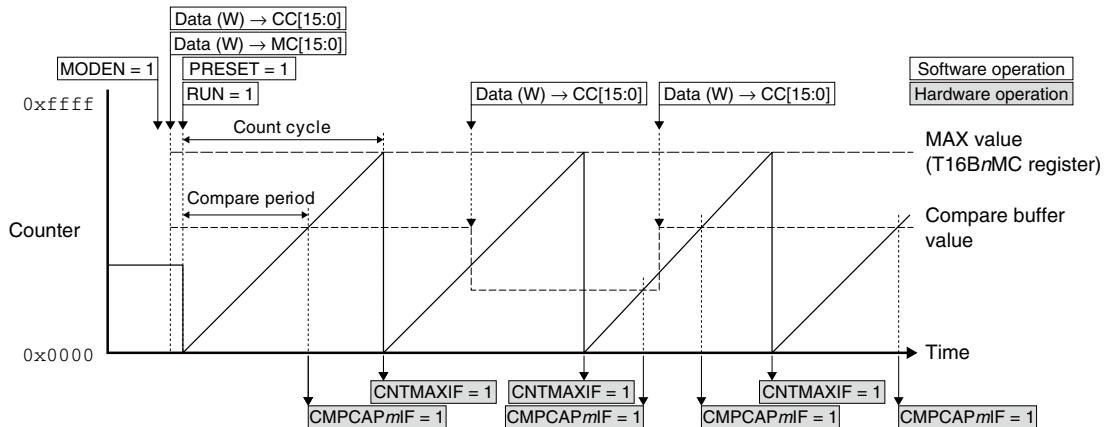 Data (W) → CC[15:0]
Data (W) → MC[15:0]
MODEN = 1
PRESET = 1
RUN = 1
Software operation
Hardware operation
0xffff
Data (W) → CC[15:0]
Data (W) → CC[15:0]
Count cycle
MAX value
(T16BnMC register)
Compare period
Counter
Compare buffer
value
0x0000
Time
CNTMAXIF = 1
CNTMAXIF = 1
CNTMAXIF = 1
CMPCAPmIF = 1
CMPCAPmIF = 1
CMPCAPmIF = 1
CMPCAPmIF = 1